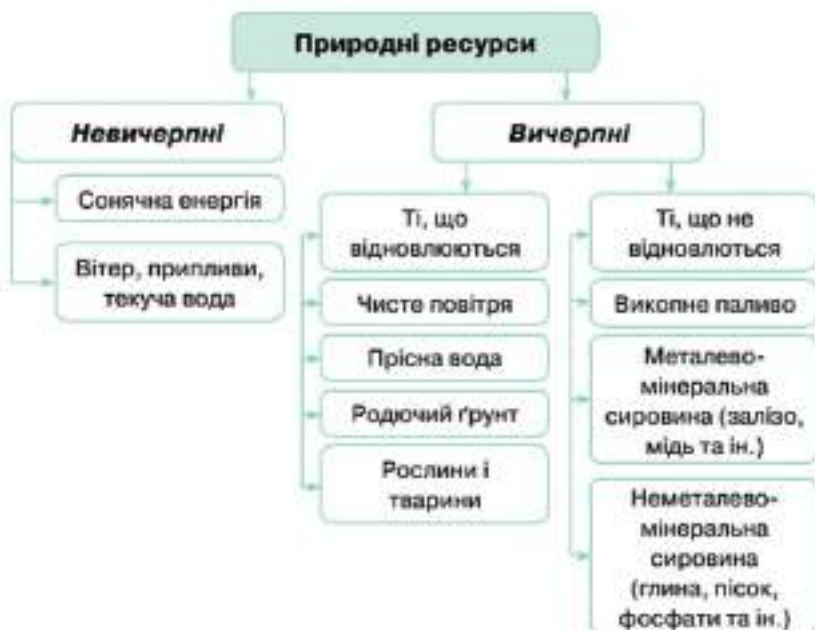 Природні ресурси
Невичерпні
Сонячна енергія
Вітер, припливи,
текуча вода
Вичерпні
Ті, що
відновлюються
Чисте повітря
Прісна вода
Родючий ґрунт
Рослини і
тварини
Ті, що не
відновлються
Викопне паливо
Металево-
мінеральна
сировина (залізо,
мідь та ін.)
Неметалево-
мінеральна
сировина
(глина, пісок,
фосфати та ін.)